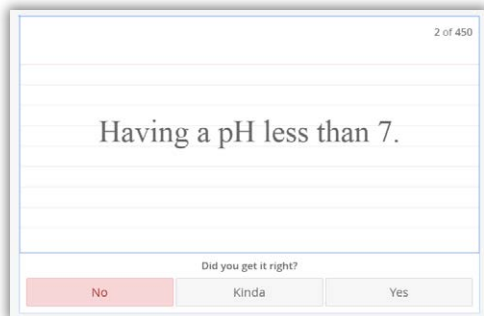 2 of 450
Having a pH less than 7.
Did you get it right?
No Kinda Yes